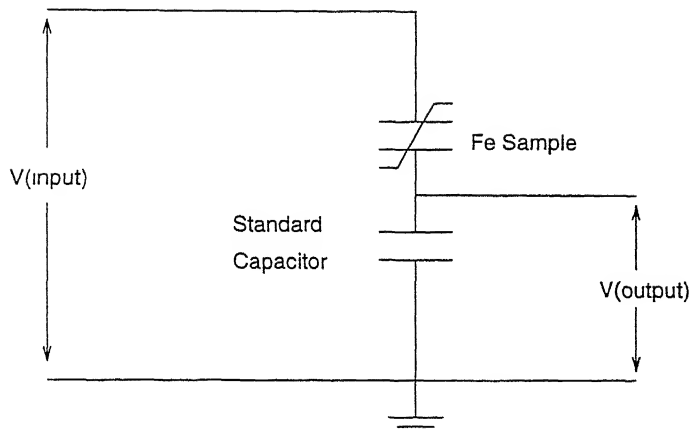 Fe Sample
V(input)
Standard
Capacitor
V(output)